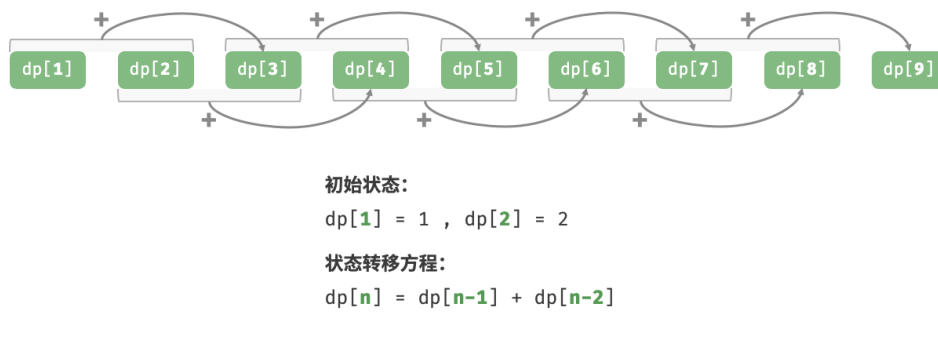 + + + +
dp[1] dp[2] dp[3] dp[4] dp[5] dp[6] dp[7] dp[8] dp[9]
+ + +
初始状态：
dp[1] = 1 , dp[2] = 2
状态转移方程：
dp[n] = dp[n-1] + dp[n-2]